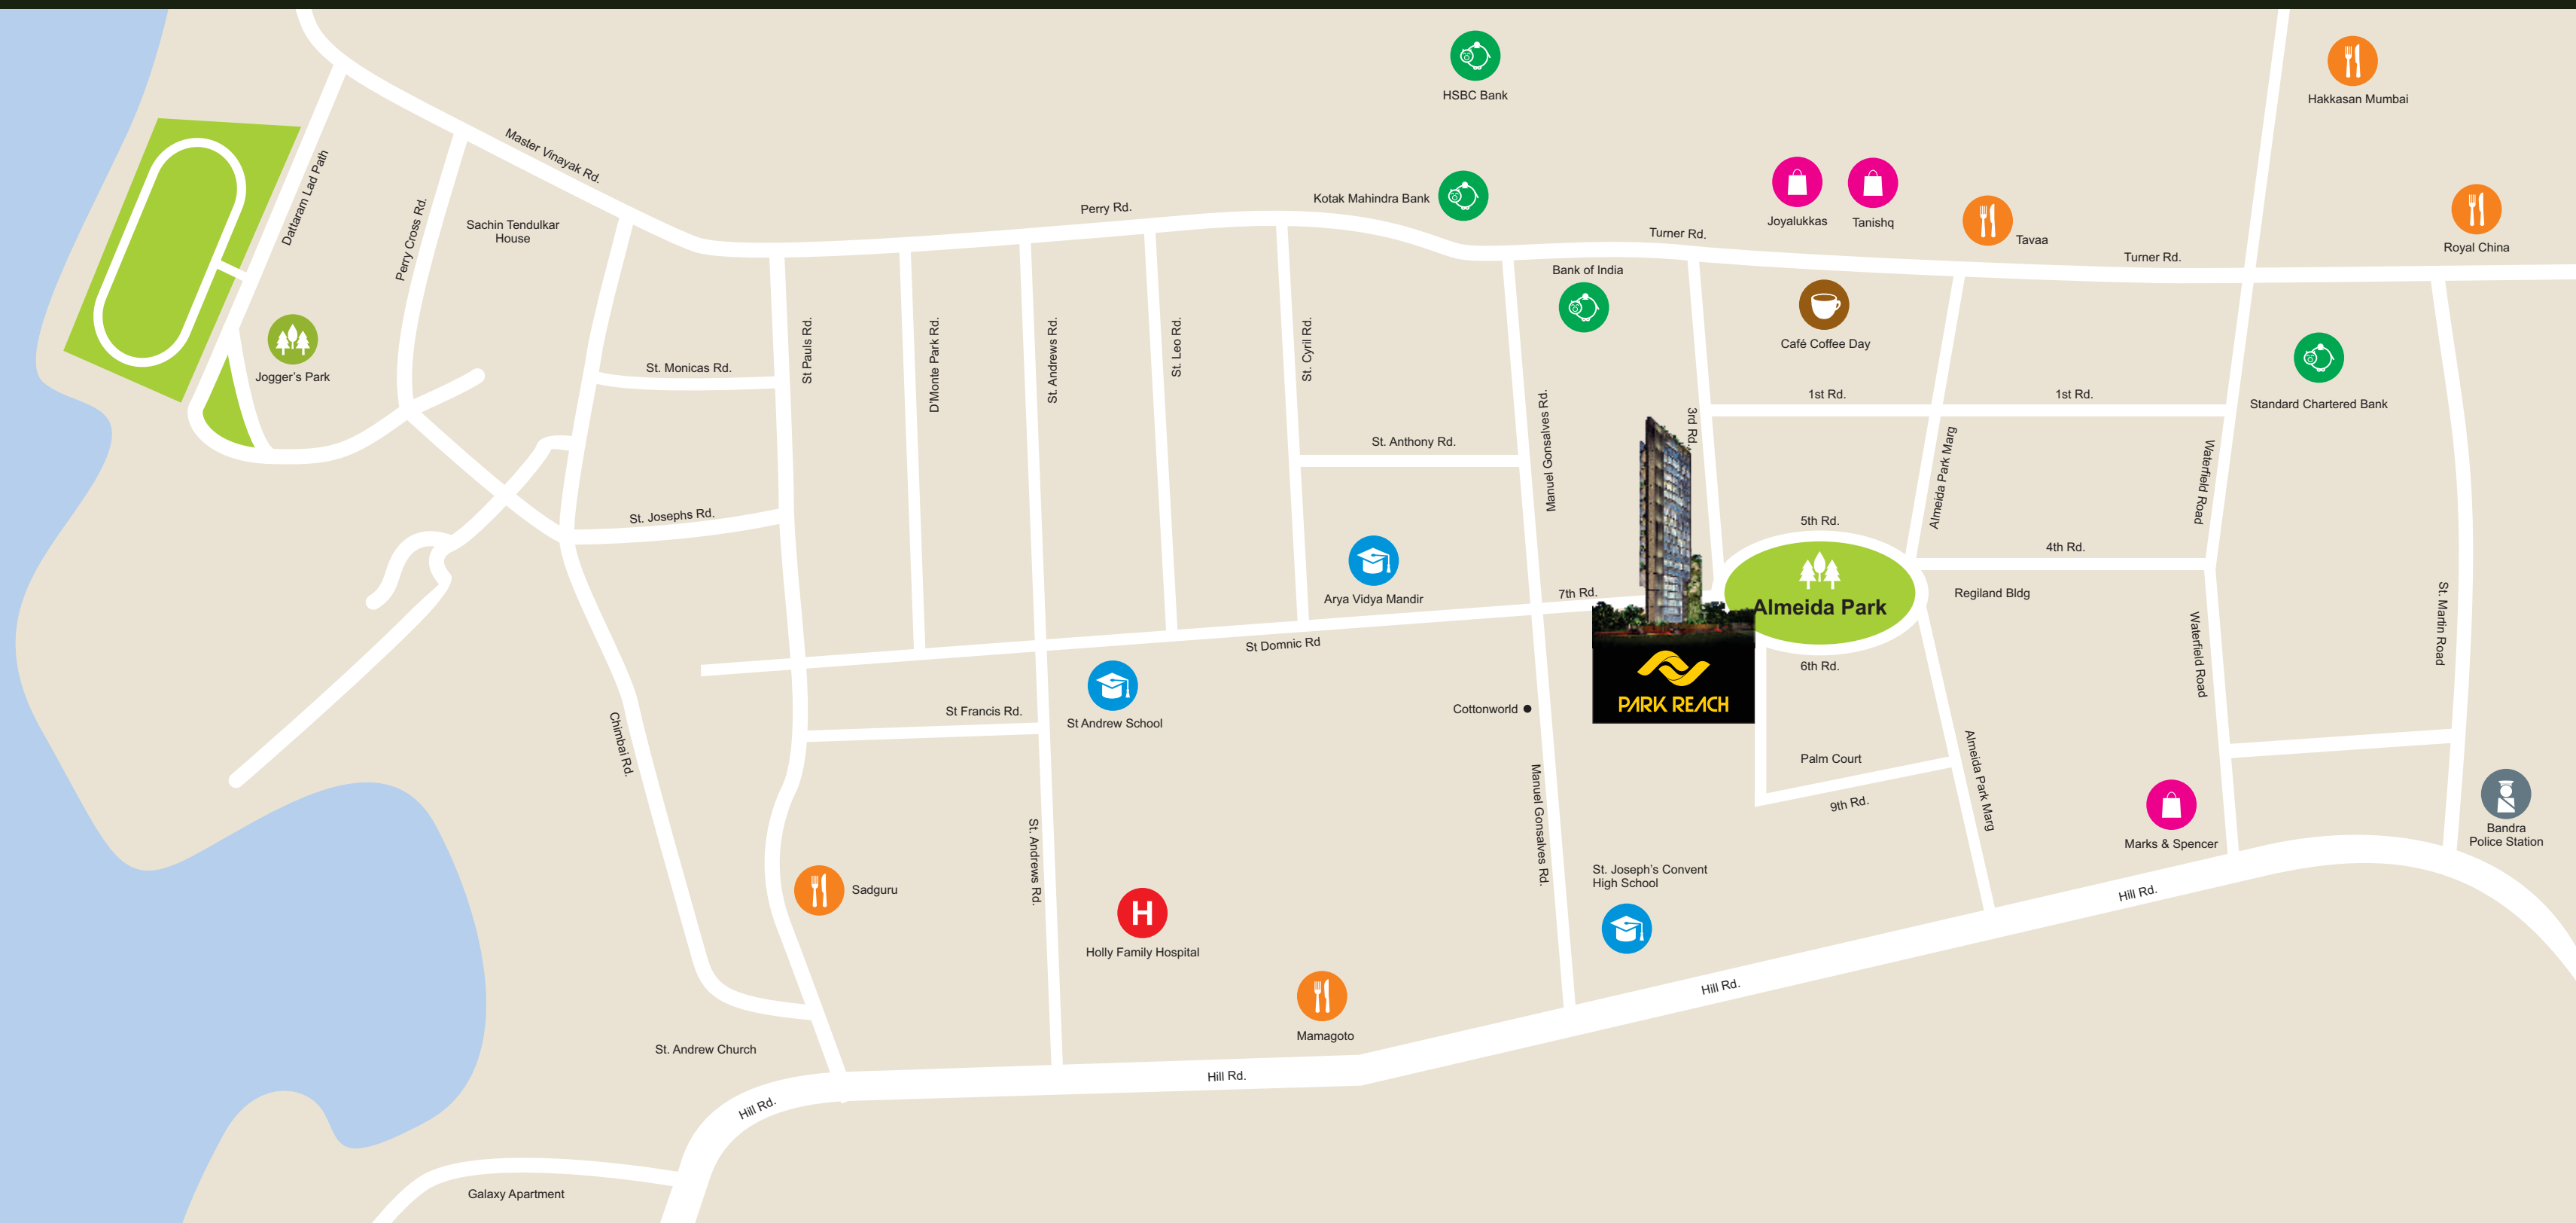 HSBC Bank
Hakkasan Mumbai
Master Vinayak Rd.
Dattaram Lad Path
Perry Cross Rd.
Sachin Tendulkar
House
Perry Rd.
Kotak Mahindra Bank
Joyalukkas
Tanishq
Tavaa
Royal China
Turner Rd.
Turner Rd.
Bank of India
Café Coffee Day
Jogger's Park
St. Monicas Rd.
St Pauls Rd.
D'Monte Park Rd.
St. Andrews Rd.
St. Leo Rd.
St. Cyril Rd.
Manuel Gonsalves Rd.
3rd Rd.
1st Rd.
1st Rd.
Standard Chartered Bank
St. Anthony Rd.
Almeida Park Marg
Waterfield Road
St. Josephs Rd.
5th Rd.
4th Rd.
Arya Vidya Mandir
7th Rd.
Almeida Park
Regiland Bldg
Waterfield Road
St. Martin Road
St Domnic Rd
6th Rd.
St Francis Rd.
St Andrew School
Cottonworld
PARK REACH
Chimbai Rd.
Palm Court
9th Rd.
Almeida Park Marg
St. Andrews Rd.
Manuel Gonsalves Rd.
Marks & Spencer
Bandra
Police Station
St. Joseph's Convent
High School
Sadguru
Hill Rd.
Holly Family Hospital
Hill Rd.
Mamagoto
St. Andrew Church
Hill Rd.
Hill Rd.
Galaxy Apartment
H